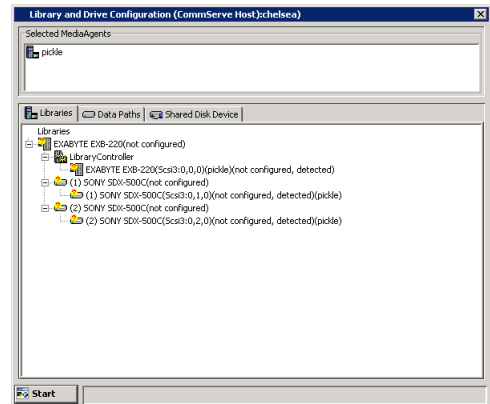 Library and Drive Configuration (CommServe Host):chelsea)
Selected MediaAgents
pickle
Libraries Data Paths Shared Disk Device
Libraries
EXABYTE EXB-220(not configured)
LibraryController
EXABYTE EXB-220(Scsi3:0,0,0)(pickle)(not configured, detected)
(1) SONY SDX-500C(not configured)
(1) SONY SDX-500C(Scsi3:0,1,0)(not configured, detected)(pickle)
(2) SONY SDX-500C(not configured)
(2) SONY SDX-500C(Scsi3:0,2,0)(not configured, detected)(pickle)
Start